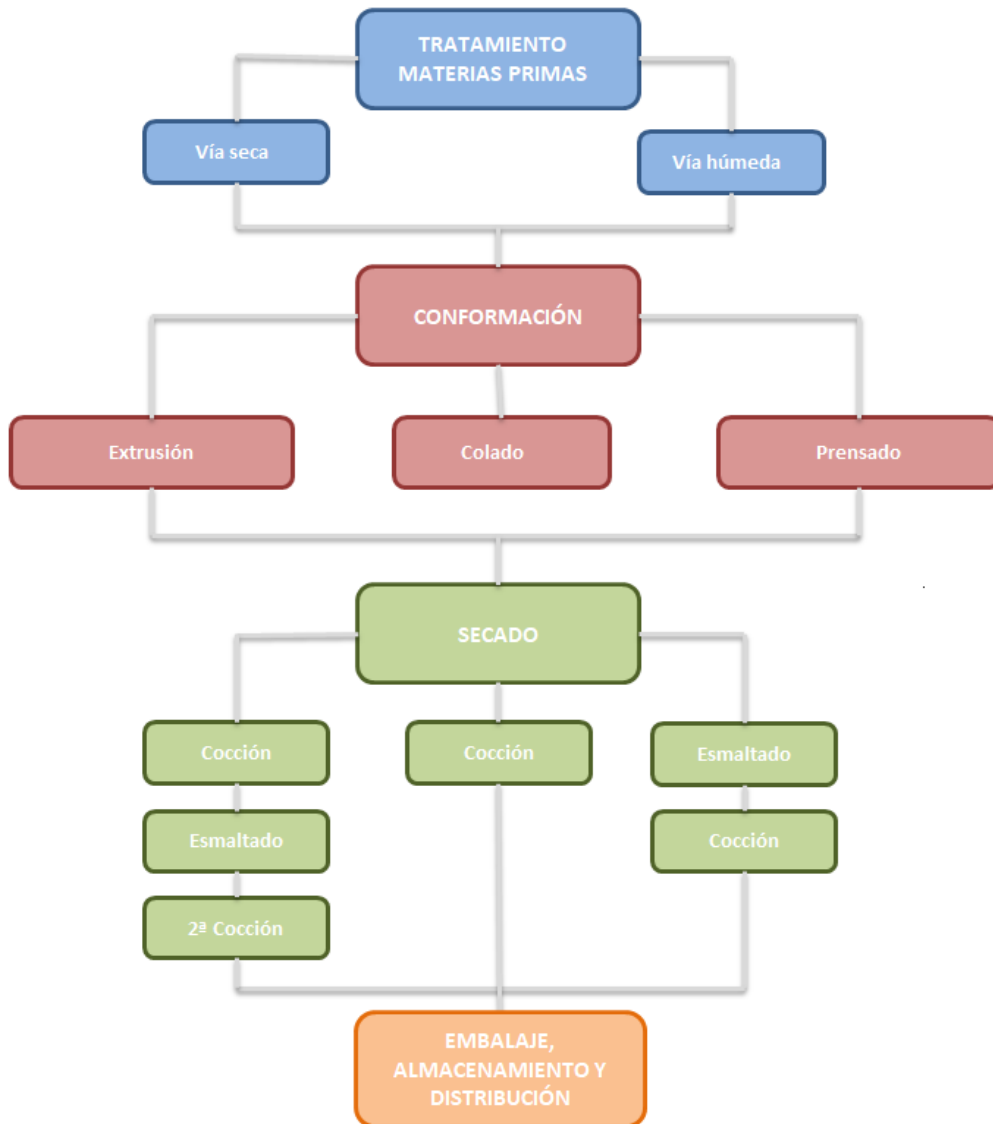 TRATAMIENTO
MATERIAS PRIMAS
Vía seca
Vía húmeda
CONFORMACIÓN
Extrusión
Colado
Prensado
SECADO
Cocción
Cocción
Esmaltado
Esmaltado
Cocción
2ª Cocción
EMBALAJE,
ALMACENAMIENTO Y
DISTRIBUCIÓN